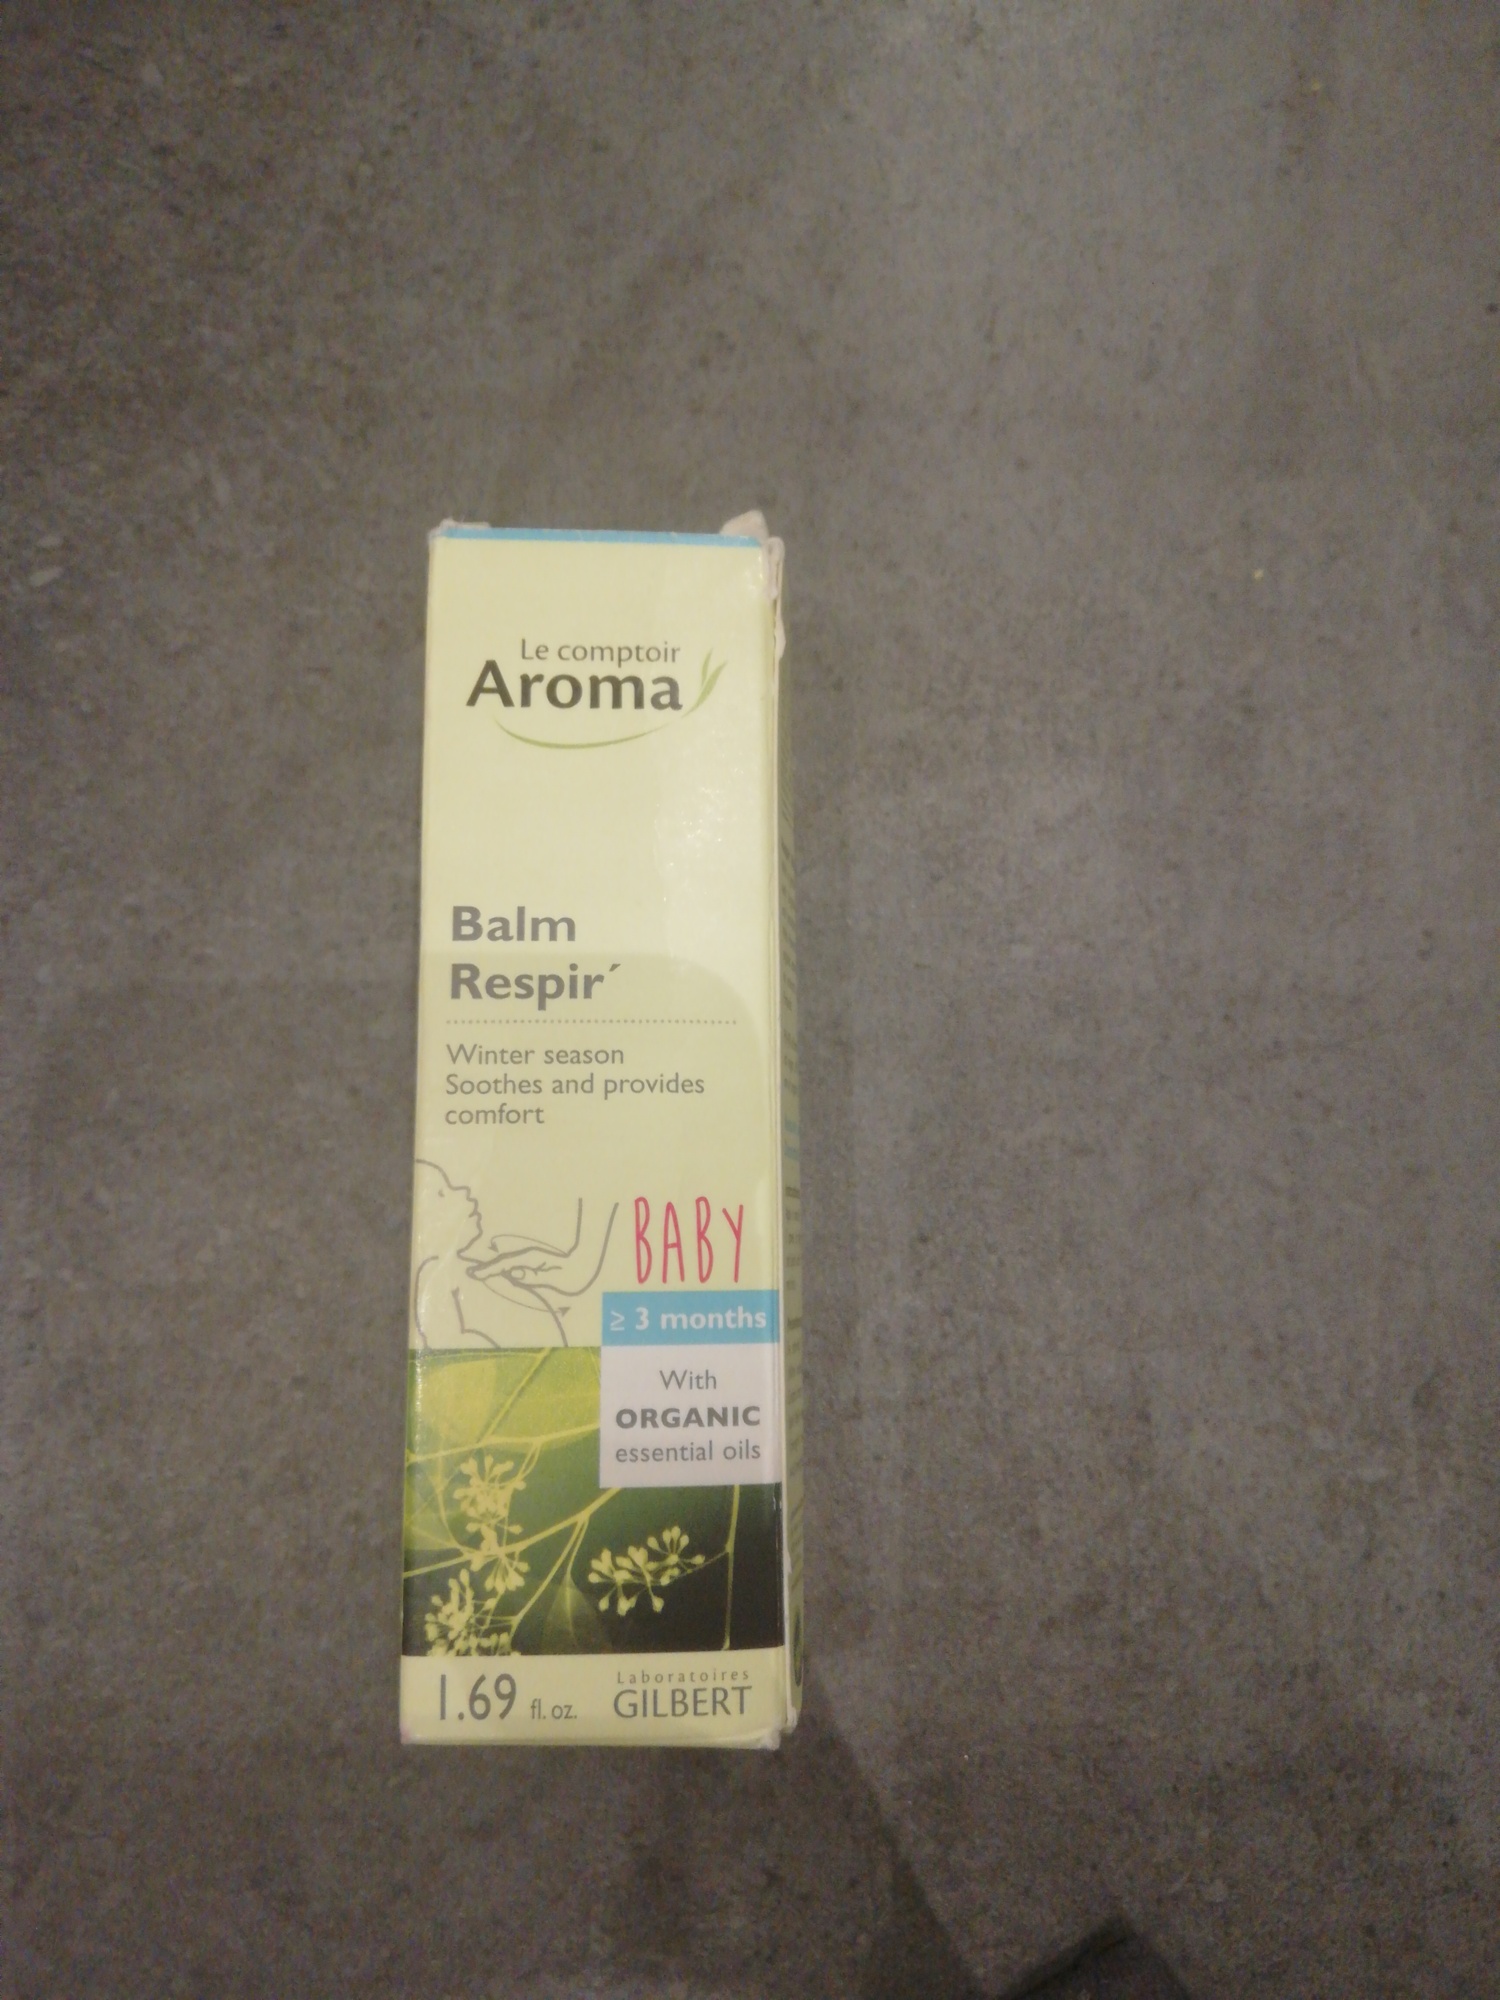 Le comptoir
Aroma
Balm
Respir´
Winter season
Soothes and provides
comfort
BABY
≥ 3 months
With
ORGANIC
essential oils
1.69 fl. oz.
Laboratoires
GILBERT